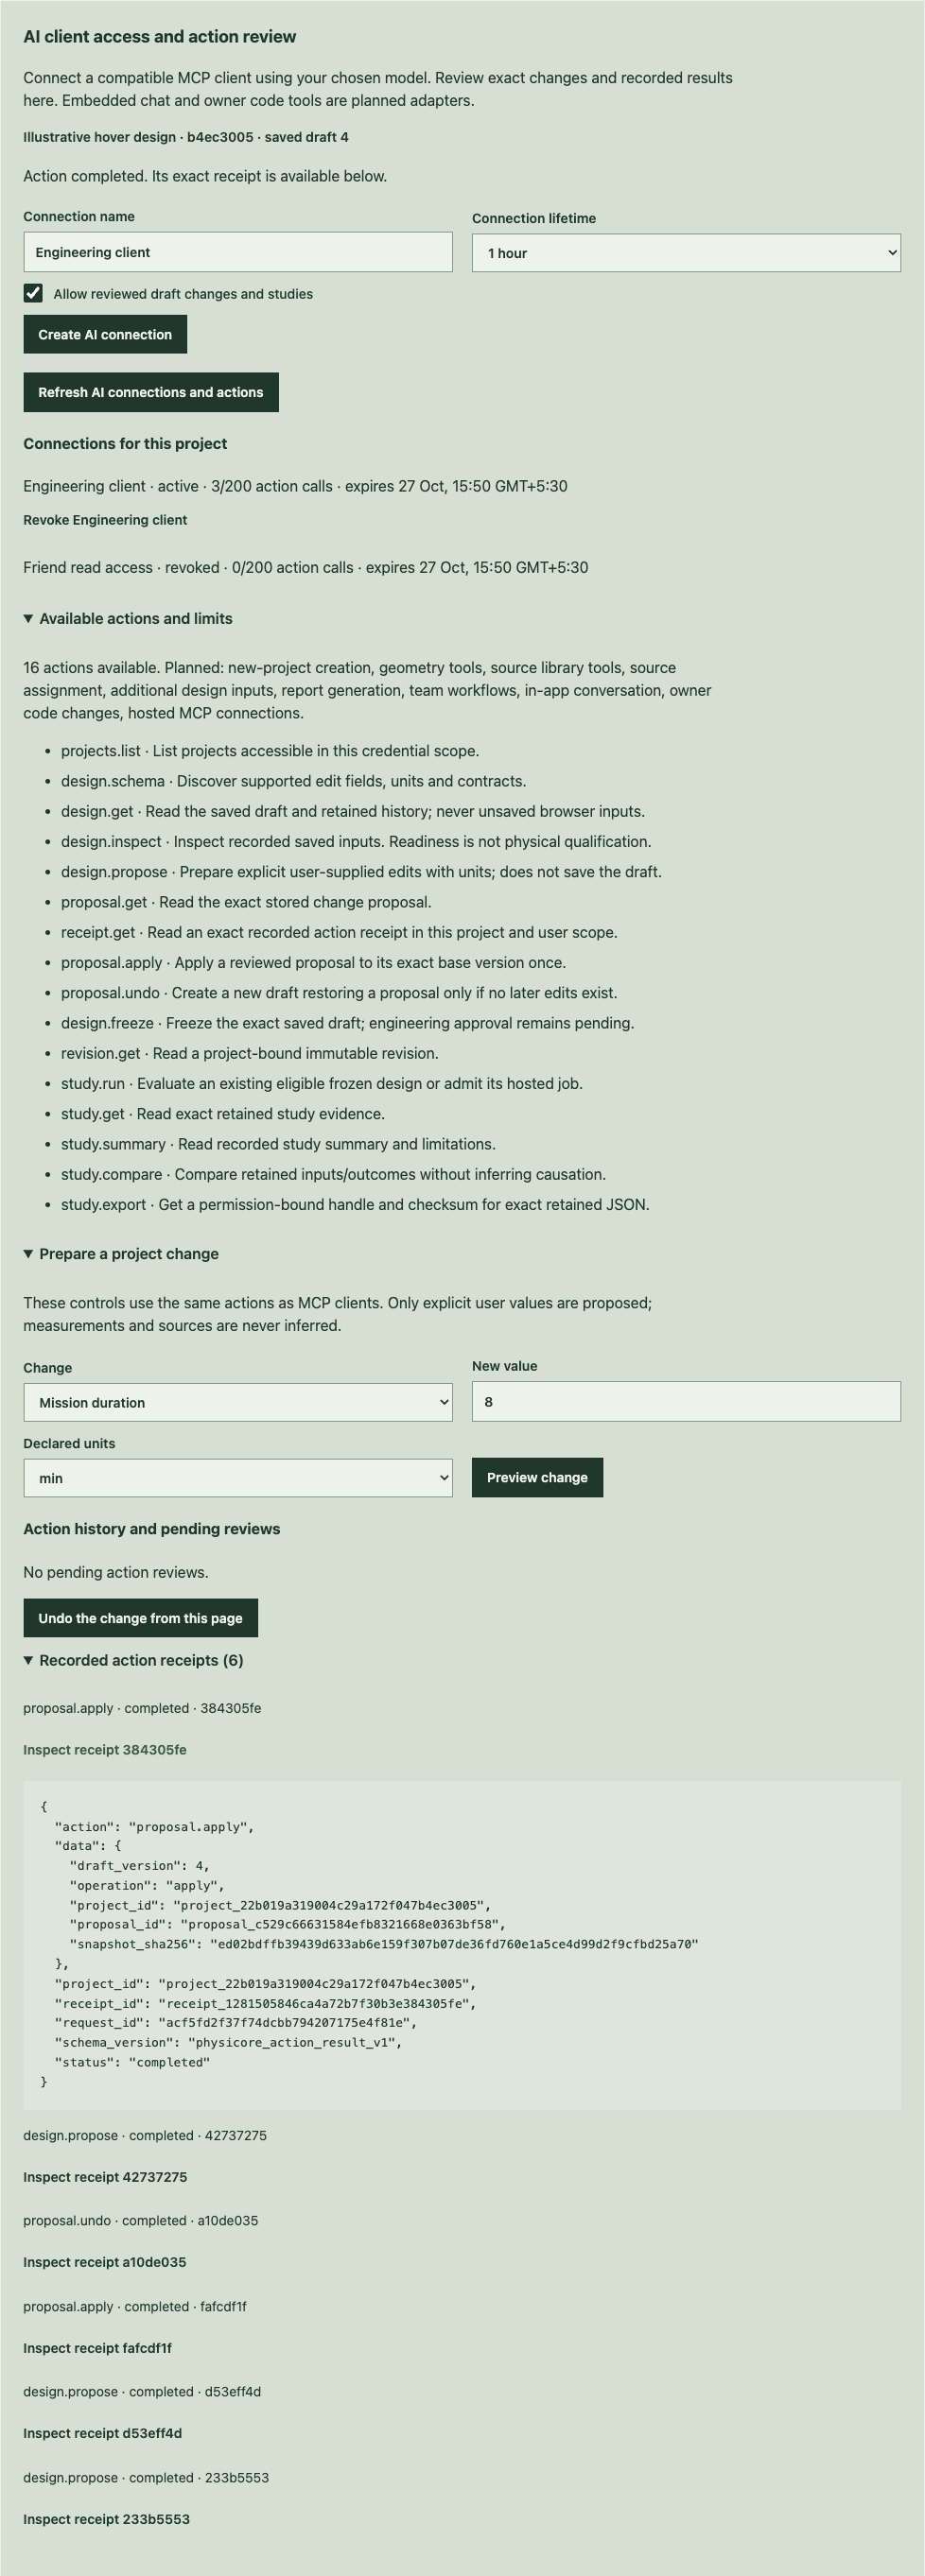 AI client access and action review
Connect a compatible MCP client using your chosen model. Review exact changes and recorded results
here. Embedded chat and owner code tools are planned adapters.
Illustrative hover design · b4ec3005 · saved draft 4
Action completed. Its exact receipt is available below.
Connection name
Connection lifetime
Engineering client
1 hour
Allow reviewed draft changes and studies
Create AI connection
Refresh AI connections and actions
Connections for this project
Engineering client · active · 3/200 action calls · expires 27 Oct, 15:50 GMT+5:30
Revoke Engineering client
Friend read access · revoked · 0/200 action calls · expires 27 Oct, 15:50 GMT+5:30
▼ Available actions and limits
16 actions available. Planned: new-project creation, geometry tools, source library tools, source
assignment, additional design inputs, report generation, team workflows, in-app conversation, owner
code changes, hosted MCP connections.
• projects.list · List projects accessible in this credential scope.
• design.schema · Discover supported edit fields, units and contracts.
• design.get · Read the saved draft and retained history; never unsaved browser inputs.
• design.inspect · Inspect recorded saved inputs. Readiness is not physical qualification.
• design.propose · Prepare explicit user-supplied edits with units; does not save the draft.
• proposal.get · Read the exact stored change proposal.
• receipt.get · Read an exact recorded action receipt in this project and user scope.
• proposal.apply · Apply a reviewed proposal to its exact base version once.
• proposal.undo · Create a new draft restoring a proposal only if no later edits exist.
• design.freeze · Freeze the exact saved draft; engineering approval remains pending.
• revision.get · Read a project-bound immutable revision.
• study.run · Evaluate an existing eligible frozen design or admit its hosted job.
• study.get · Read exact retained study evidence.
• study.summary · Read recorded study summary and limitations.
• study.compare · Compare retained inputs/outcomes without inferring causation.
• study.export · Get a permission-bound handle and checksum for exact retained JSON.
▼ Prepare a project change
These controls use the same actions as MCP clients. Only explicit user values are proposed;
measurements and sources are never inferred.
Change
New value
Mission duration
8
Declared units
min
Preview change
Action history and pending reviews
No pending action reviews.
Undo the change from this page
▼ Recorded action receipts (6)
proposal.apply · completed · 384305fe
Inspect receipt 384305fe
{
  "action": "proposal.apply",
  "data": {
    "draft_version": 4,
    "operation": "apply",
    "project_id": "project_22b019a319004c29a172f047b4ec3005",
    "proposal_id": "proposal_c529c66631584efb8321668e0363bf58",
    "snapshot_sha256": "ed02bdffb39439d633ab6e159f307b07de36fd760e1a5ce4d99d2f9cfbd25a70"
  },
  "project_id": "project_22b019a319004c29a172f047b4ec3005",
  "receipt_id": "receipt_1281505846ca4a72b7f30b3e384305fe",
  "request_id": "acf5fd2f37f74dcbb794207175e4f81e",
  "schema_version": "physicore_action_result_v1",
  "status": "completed"
}
design.propose · completed · 42737275
Inspect receipt 42737275
proposal.undo · completed · a10de035
Inspect receipt a10de035
proposal.apply · completed · fafcdf1f
Inspect receipt fafcdf1f
design.propose · completed · d53eff4d
Inspect receipt d53eff4d
design.propose · completed · 233b5553
Inspect receipt 233b5553